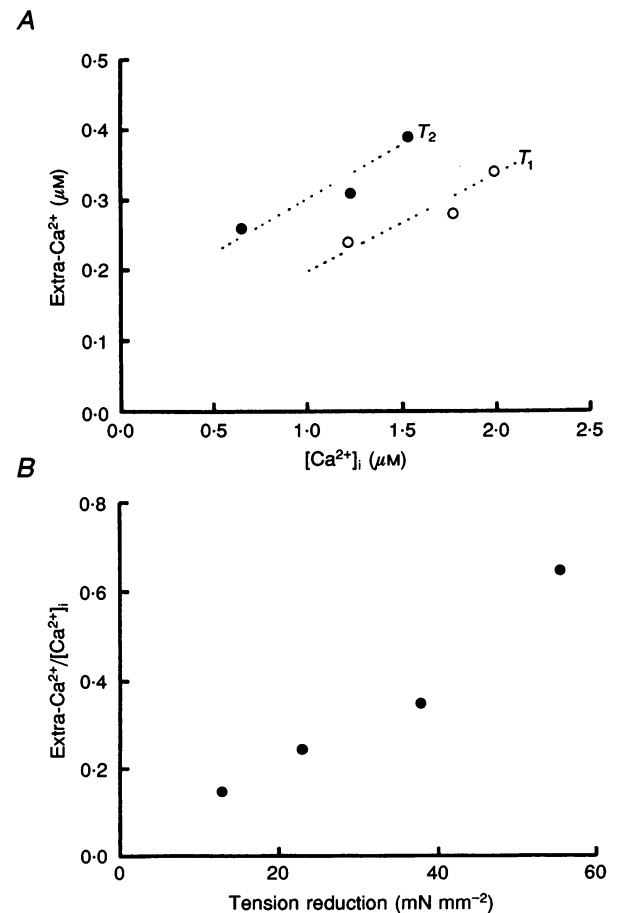 A
0·5
0·4
0·3
0·2
0·1
0·0
Extra-Ca²⁺ (μM)
T₂
T₁
0·0 0·5 1·0 1·5 2·0 2·5
[Ca²⁺]ᵢ (μM)
B
0·8
0·6
0·4
0·2
0·0
Extra-Ca²⁺/[Ca²⁺]ᵢ
0 20 40 60
Tension reduction (mN mm⁻²)